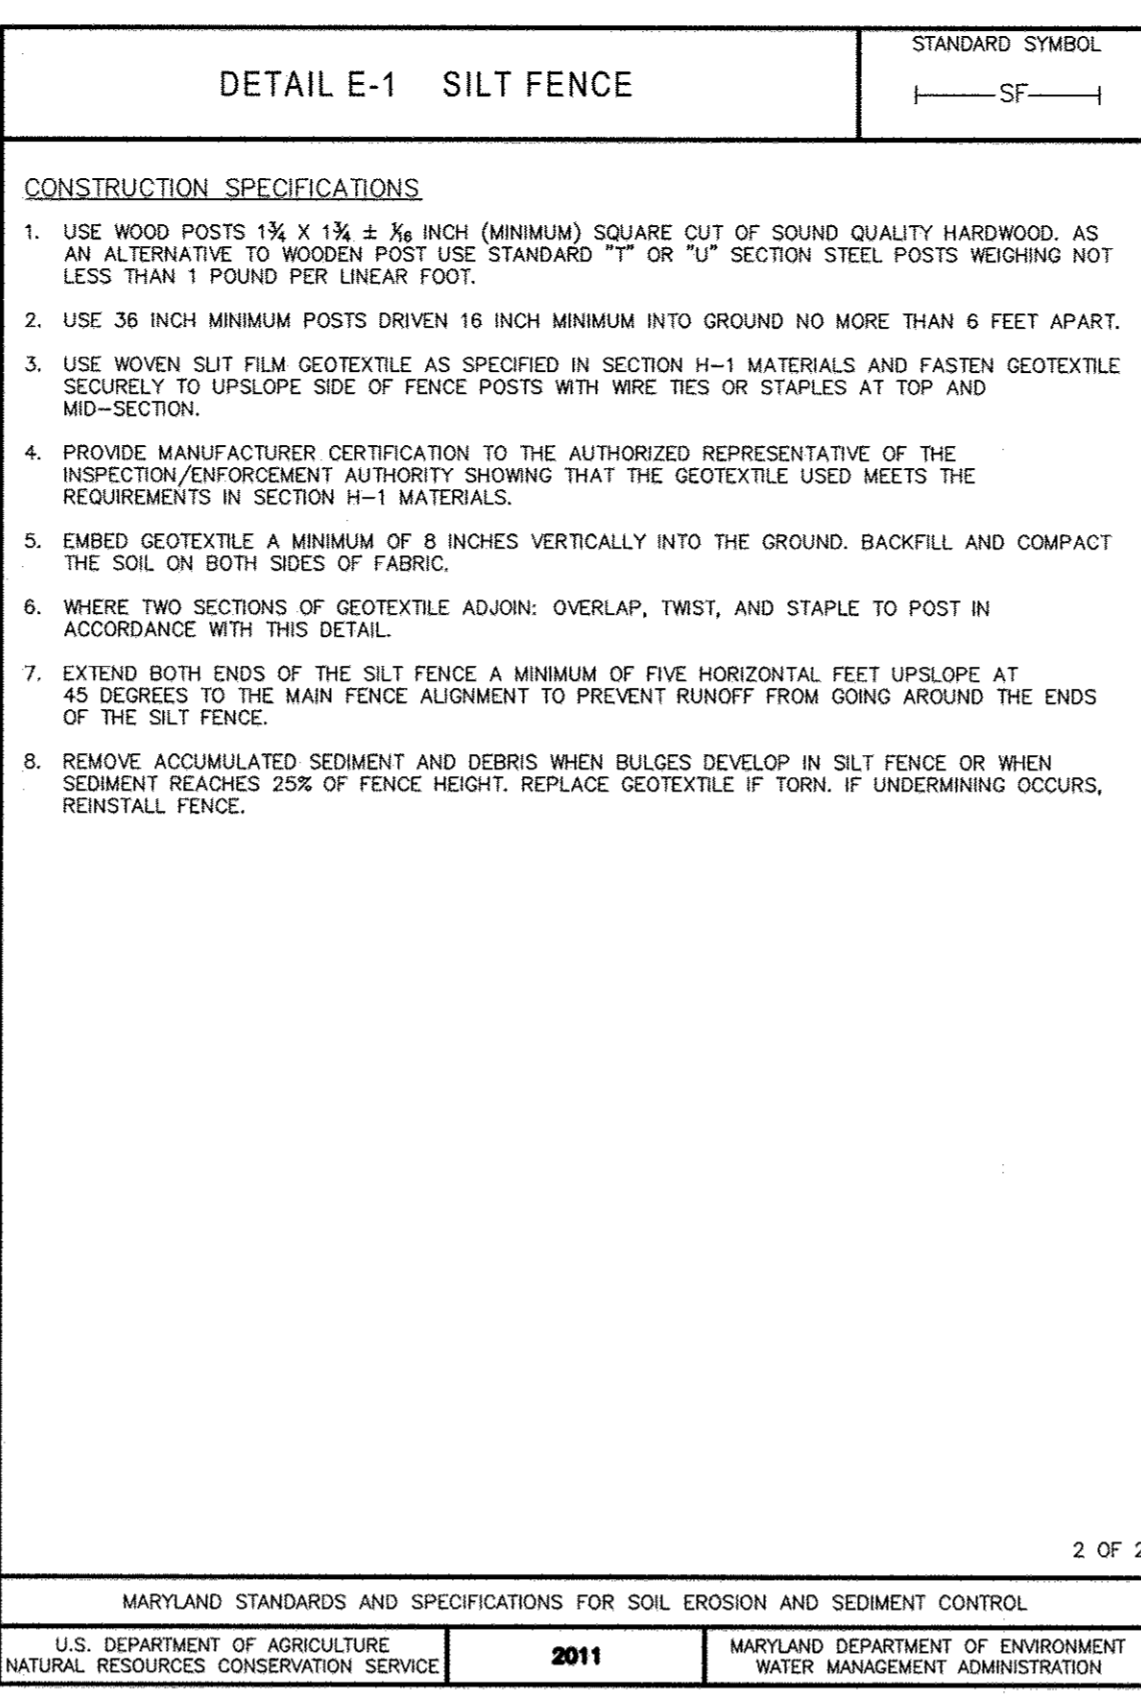 DETAIL E-1 SILT FENCE
STANDARD SYMBOL
SF
CONSTRUCTION SPECIFICATIONS
1. USE WOOD POSTS 1¾ X 1¾ ± 1/16 INCH (MINIMUM) SQUARE CUT OF SOUND QUALITY HARDWOOD. AS
AN ALTERNATIVE TO WOODEN POST USE STANDARD "T" OR "U" SECTION STEEL POSTS WEIGHING NOT
LESS THAN 1 POUND PER LINEAR FOOT.
2. USE 36 INCH MINIMUM POSTS DRIVEN 16 INCH MINIMUM INTO GROUND NO MORE THAN 6 FEET APART.
3. USE WOVEN SLIT FILM GEOTEXTILE AS SPECIFIED IN SECTION H-1 MATERIALS AND FASTEN GEOTEXTILE
SECURELY TO UPSLOPE SIDE OF FENCE POSTS WITH WIRE TIES OR STAPLES AT TOP AND
MID-SECTION.
4. PROVIDE MANUFACTURER CERTIFICATION TO THE AUTHORIZED REPRESENTATIVE OF THE
INSPECTION/ENFORCEMENT AUTHORITY SHOWING THAT THE GEOTEXTILE USED MEETS THE
REQUIREMENTS IN SECTION H-1 MATERIALS.
5. EMBED GEOTEXTILE A MINIMUM OF 8 INCHES VERTICALLY INTO THE GROUND. BACKFILL AND COMPACT
THE SOIL ON BOTH SIDES OF FABRIC.
6. WHERE TWO SECTIONS OF GEOTEXTILE ADJOIN: OVERLAP, TWIST, AND STAPLE TO POST IN
ACCORDANCE WITH THIS DETAIL.
7. EXTEND BOTH ENDS OF THE SILT FENCE A MINIMUM OF FIVE HORIZONTAL FEET UPSLOPE AT
45 DEGREES TO THE MAIN FENCE ALIGNMENT TO PREVENT RUNOFF FROM GOING AROUND THE ENDS
OF THE SILT FENCE.
8. REMOVE ACCUMULATED SEDIMENT AND DEBRIS WHEN BULGES DEVELOP IN SILT FENCE OR WHEN
SEDIMENT REACHES 25% OF FENCE HEIGHT. REPLACE GEOTEXTILE IF TORN. IF UNDERMINING OCCURS,
REINSTALL FENCE.
2 OF 2
MARYLAND STANDARDS AND SPECIFICATIONS FOR SOIL EROSION AND SEDIMENT CONTROL
U.S. DEPARTMENT OF AGRICULTURE
NATURAL RESOURCES CONSERVATION SERVICE
2011
MARYLAND DEPARTMENT OF ENVIRONMENT
WATER MANAGEMENT ADMINISTRATION